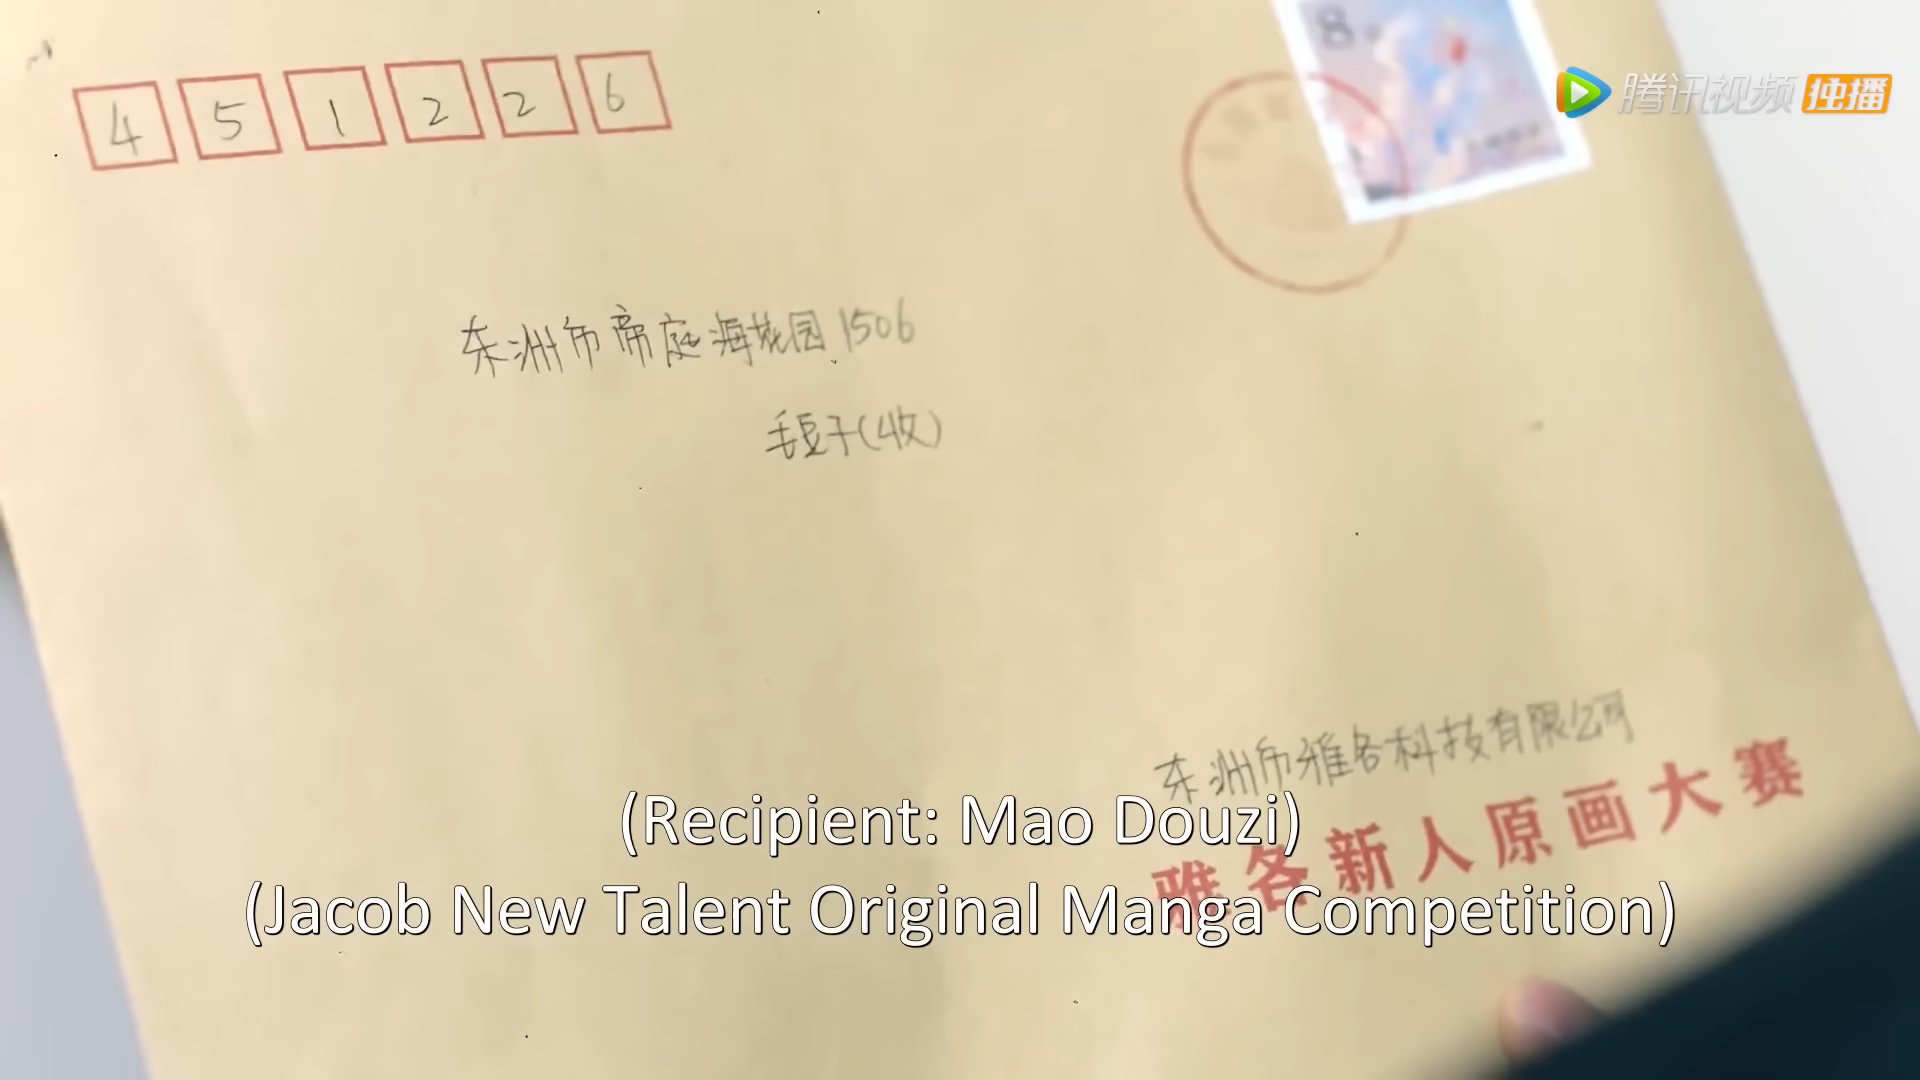 451226
腾讯视频 独播
东洲市帝庭海花园1506
毛豆子(收)
东洲市雅各科技有限公司
雅各新人原画大赛
(Recipient: Mao Douzi)
(Jacob New Talent Original Manga Competition)